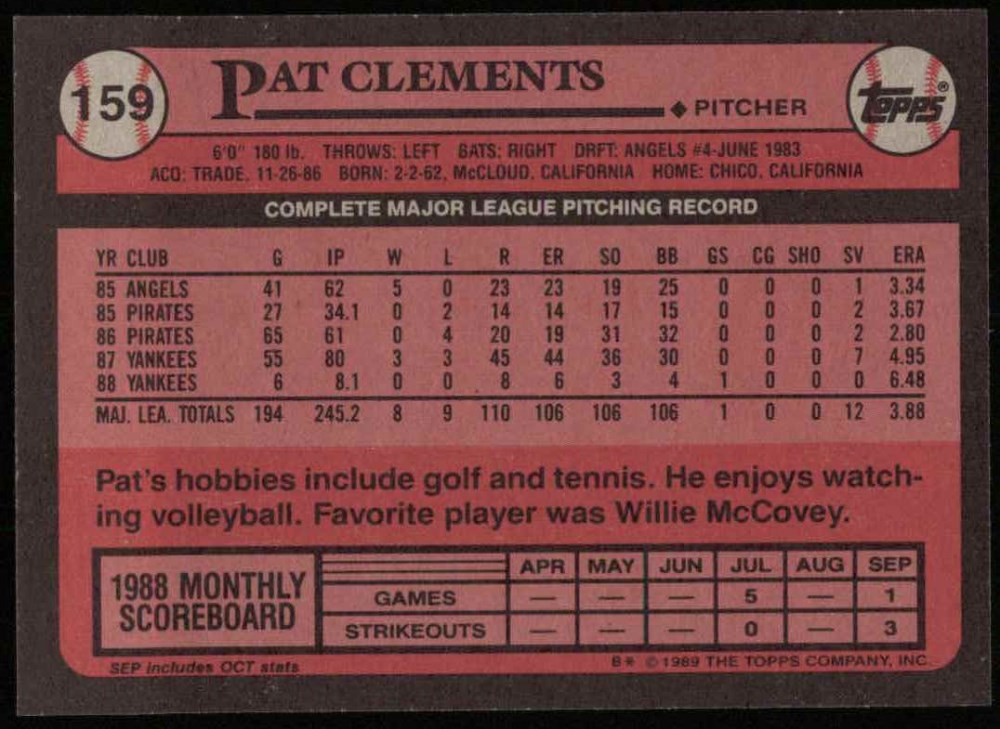 159
PAT CLEMENTS
PITCHER
topps®
6'0" 180 lb. THROWS: LEFT BATS: RIGHT DRFT: ANGELS #4-JUNE 1983
ACQ: TRADE, 11-26-86 BORN: 2-2-62, McCLOUD, CALIFORNIA HOME: CHICO, CALIFORNIA
COMPLETE MAJOR LEAGUE PITCHING RECORD
YR CLUB G IP W L R ER SO BB GS CG SHO SV ERA
85 ANGELS 41 62 5 0 23 23 19 25 0 0 0 1 3.34
85 PIRATES 27 34.1 0 2 14 14 17 15 0 0 0 2 3.67
86 PIRATES 65 61 0 4 20 19 31 32 0 0 0 2 2.80
87 YANKEES 55 80 3 3 45 44 36 30 0 0 0 7 4.95
88 YANKEES 6 8.1 0 0 8 6 3 4 1 0 0 0 6.48
MAJ. LEA. TOTALS 194 245.2 8 9 110 106 106 106 1 0 0 12 3.88
Pat's hobbies include golf and tennis. He enjoys watch-
ing volleyball. Favorite player was Willie McCovey.
1988 MONTHLY
SCOREBOARD
APR MAY JUN JUL AUG SEP
GAMES — — — 5 — 1
STRIKEOUTS — — — 0 — 3
SEP includes OCT stats
B* © 1989 THE TOPPS COMPANY, INC.